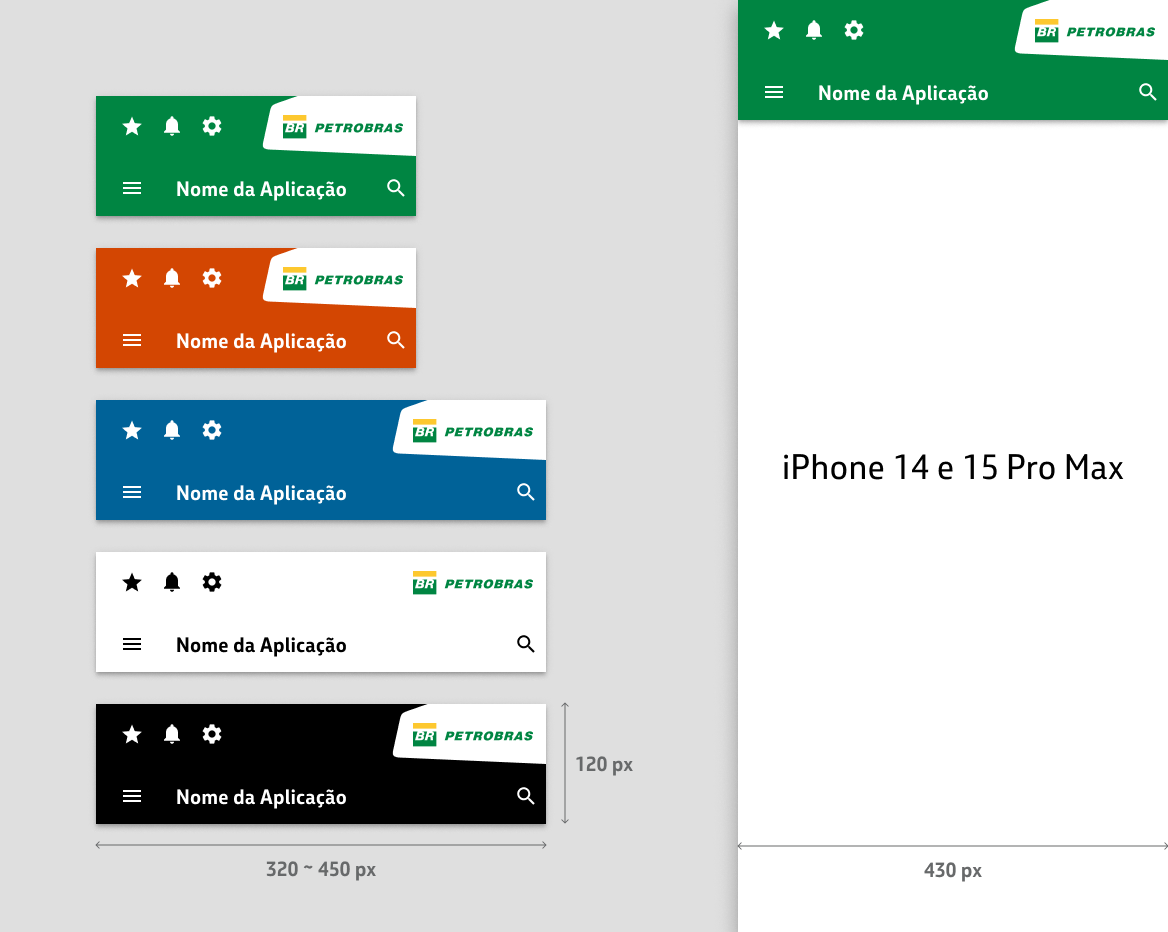 BR PETROBRAS
Nome da Aplicação
BR PETROBRAS
Nome da Aplicação
BR PETROBRAS
Nome da Aplicação
BR PETROBRAS
Nome da Aplicação
BR PETROBRAS
Nome da Aplicação
120 px
320 ~ 450 px
BR PETROBRAS
Nome da Aplicação
iPhone 14 e 15 Pro Max
430 px